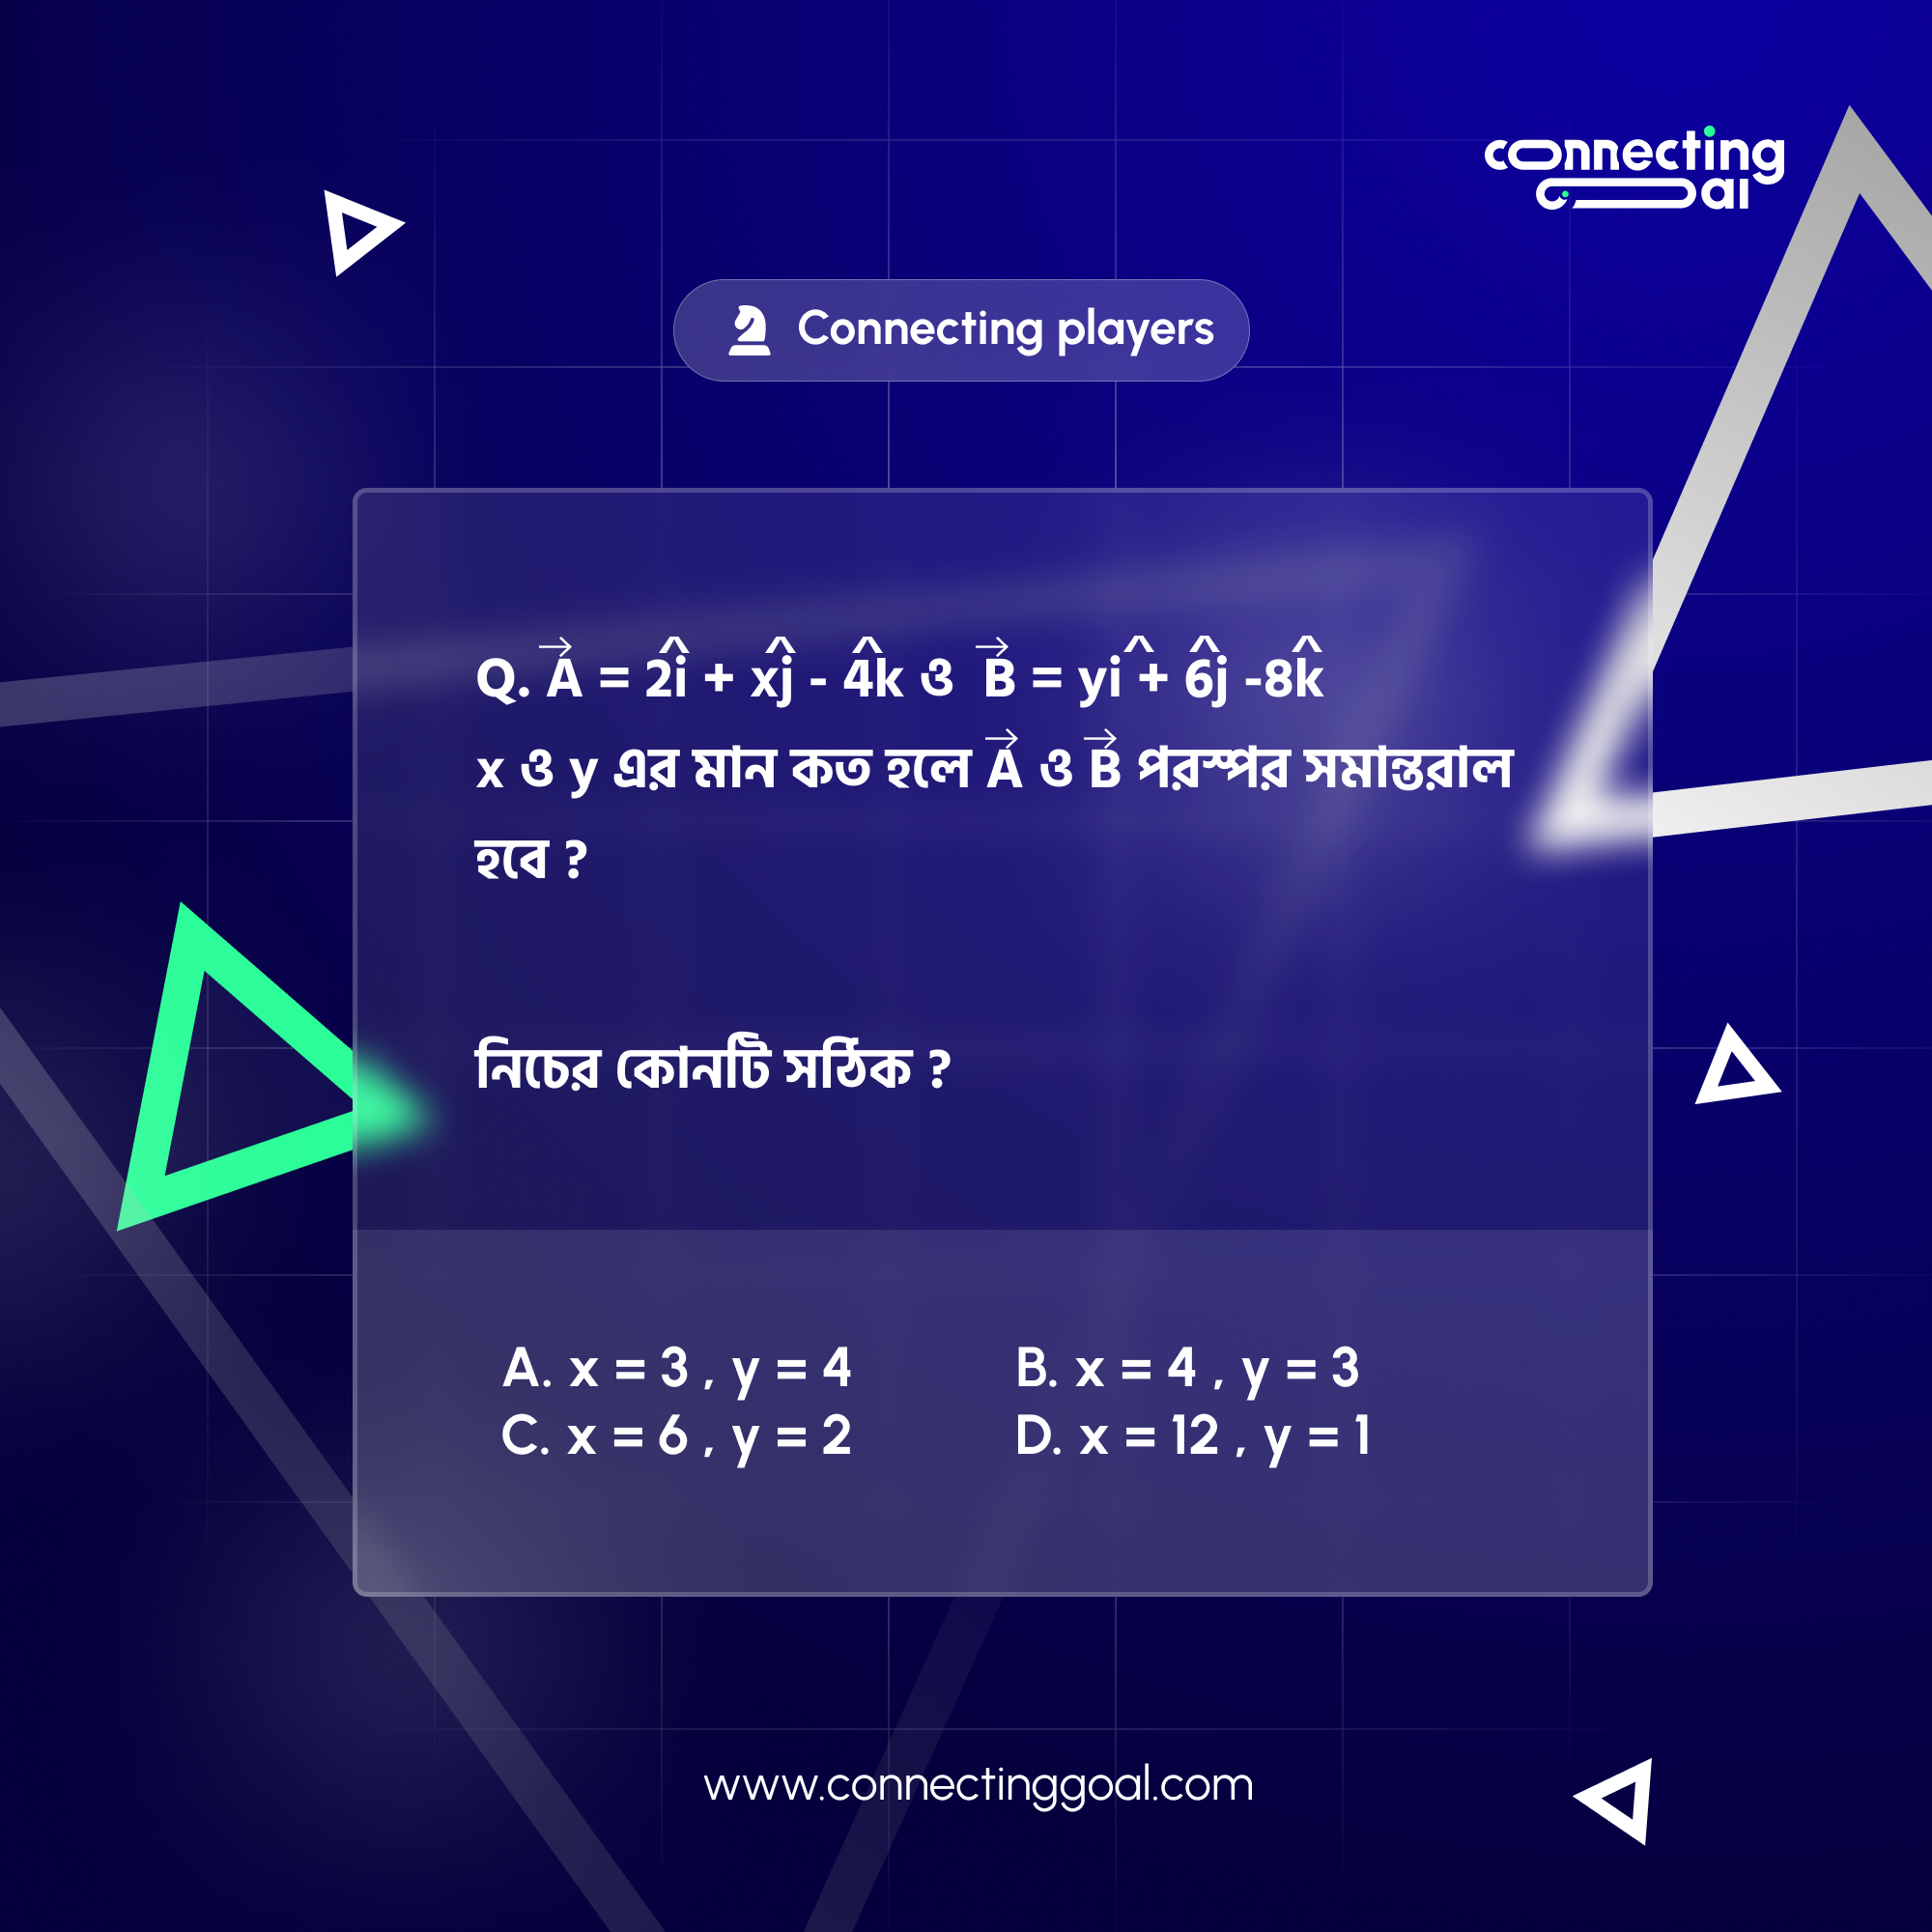 connecting
goal
Connecting players
Q. A⃗ = 2î + xĵ - 4k̂ ও B⃗ = yî + 6ĵ -8k̂
x ও y এর মান কত হলে A⃗ ও B⃗ পরস্পর সমান্তরাল
হবে ?
নিচের কোনটি সঠিক ?
A. x = 3 , y = 4 B. x = 4 , y = 3
C. x = 6 , y = 2 D. x = 12 , y = 1
www.connectinggoal.com